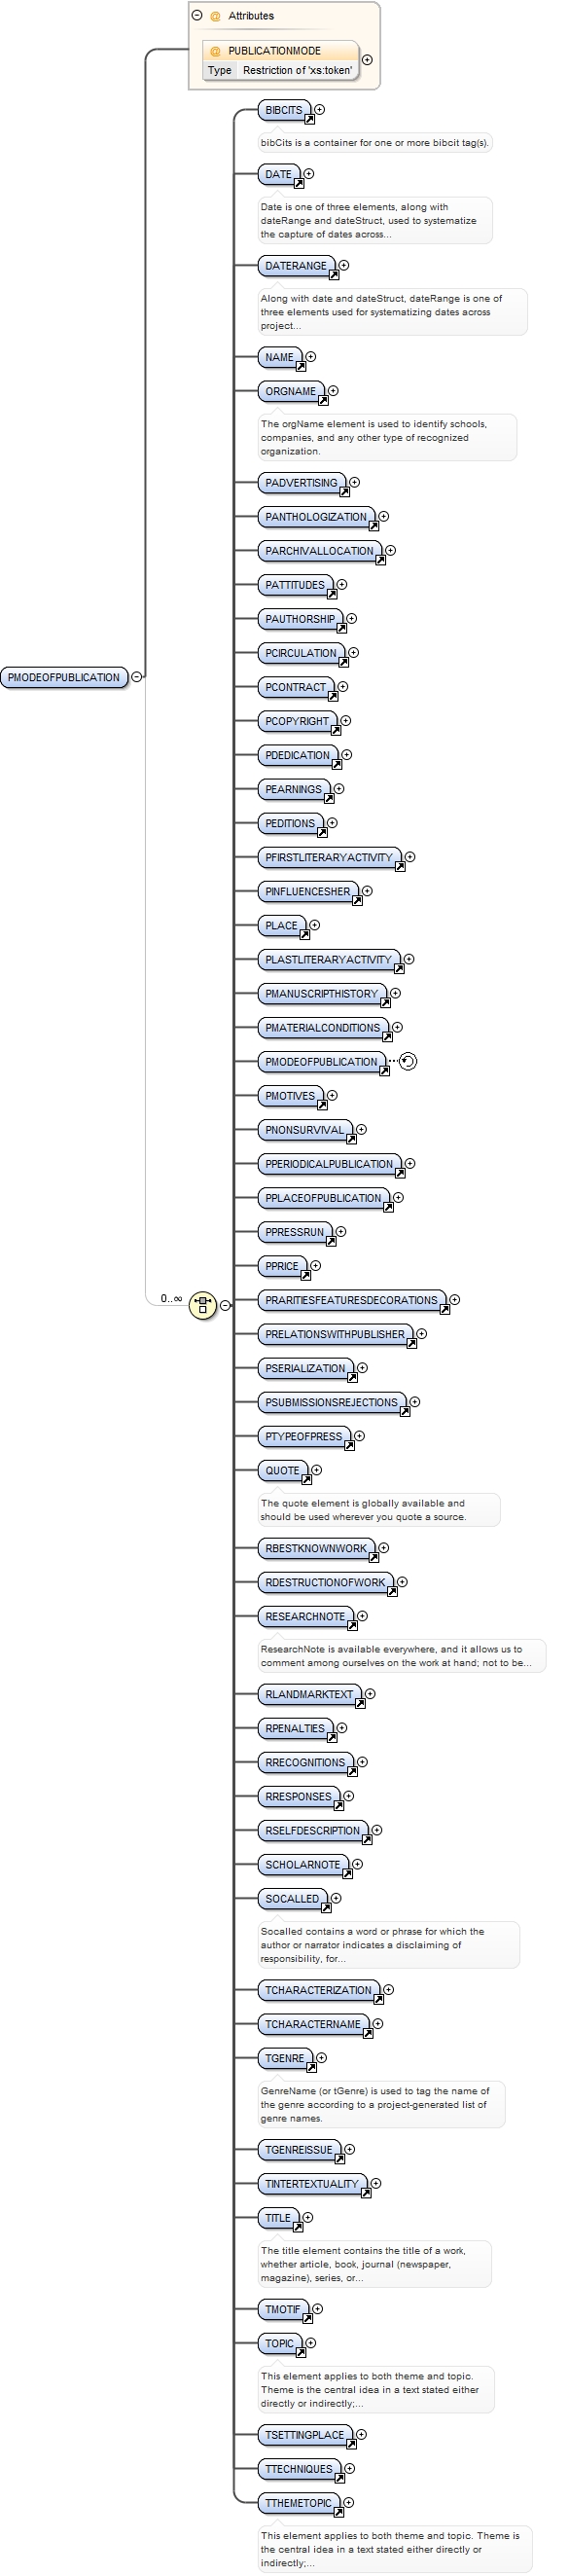 Attributes
@ PUBLICATIONMODE
Type Restriction of 'xs:token'
BIBCITS
bibCits is a container for one or more bibcit tag(s).
DATE
Date is one of three elements, along with
dateRange and dateStruct, used to systematize
the capture of dates across...
DATERANGE
Along with date and dateStruct, dateRange is one of
three elements used for systematizing dates across
project...
NAME
ORGNAME
The orgName element is used to identify schools,
companies, and any other type of recognized
organization.
PADVERTISING
PANTHOLOGIZATION
PARCHIVALLOCATION
PATTITUDES
PAUTHORSHIP
PCIRCULATION
PMODEOFPUBLICATION
PCONTRACT
PCOPYRIGHT
PDEDICATION
PEARNINGS
PEDITIONS
PFIRSTLITERARYACTIVITY
PINFLUENCESHER
PLACE
PLASTLITERARYACTIVITY
PMANUSCRIPTHISTORY
PMATERIALCONDITIONS
PMODEOFPUBLICATION
PMOTIVES
PNONSURVIVAL
PPERIODICALPUBLICATION
PPLACEOFPUBLICATION
PPRESSRUN
PPRICE
0..∞
PRARITIESFEATURESDECORATIONS
PRELATIONSWITHPUBLISHER
PSERIALIZATION
PSUBMISSIONSREJECTIONS
PTYPEOFPRESS
QUOTE
The quote element is globally available and
should be used wherever you quote a source.
RBESTKNOWNWORK
RDESTRUCTIONOFWORK
RESEARCHNOTE
ResearchNote is available everywhere, and it allows us to
comment among ourselves on the work at hand; not to be...
RLANDMARKTEXT
RPENALTIES
RRECOGNITIONS
RRESPONSES
RSELFDESCRIPTION
SCHOLARNOTE
SOCALLED
Socalled contains a word or phrase for which the
author or narrator indicates a disclaiming of
responsibility, for...
TCHARACTERIZATION
TCHARACTERNAME
TGENRE
GenreName (or tGenre) is used to tag the name of
the genre according to a project-generated list of
genre names.
TGENREISSUE
TINTERTEXTUALITY
TITLE
The title element contains the title of a work,
whether article, book, journal (newspaper,
magazine), series, or...
TMOTIF
TOPIC
This element applies to both theme and topic.
Theme is the central idea in a text stated either
directly or indirectly;...
TSETTINGPLACE
TTECHNIQUES
TTHEMETOPIC
This element applies to both theme and topic. Theme is
the central idea in a text stated either directly or
indirectly;...